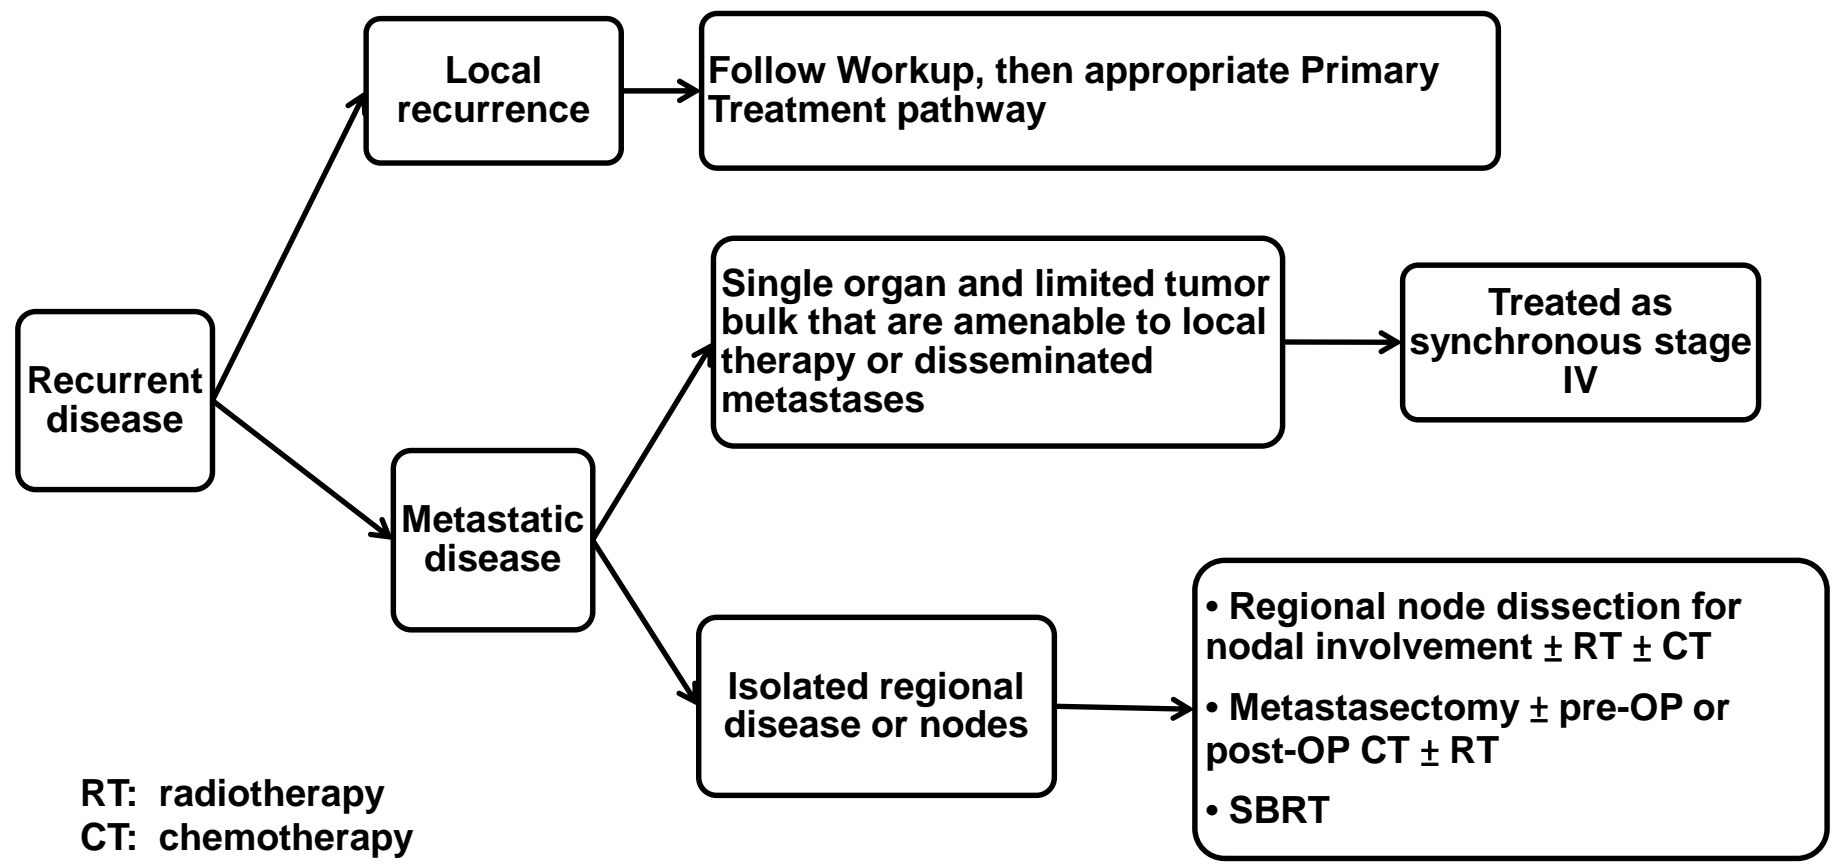 Local
recurrence
Follow Workup, then appropriate Primary
Treatment pathway
Recurrent
disease
Metastatic
disease
Single organ and limited tumor
bulk that are amenable to local
therapy or disseminated
metastases
Treated as
synchronous stage
IV
Isolated regional
disease or nodes
• Regional node dissection for
nodal involvement ± RT ± CT
• Metastasectomy ± pre-OP or
post-OP CT ± RT
• SBRT
RT: radiotherapy
CT: chemotherapy